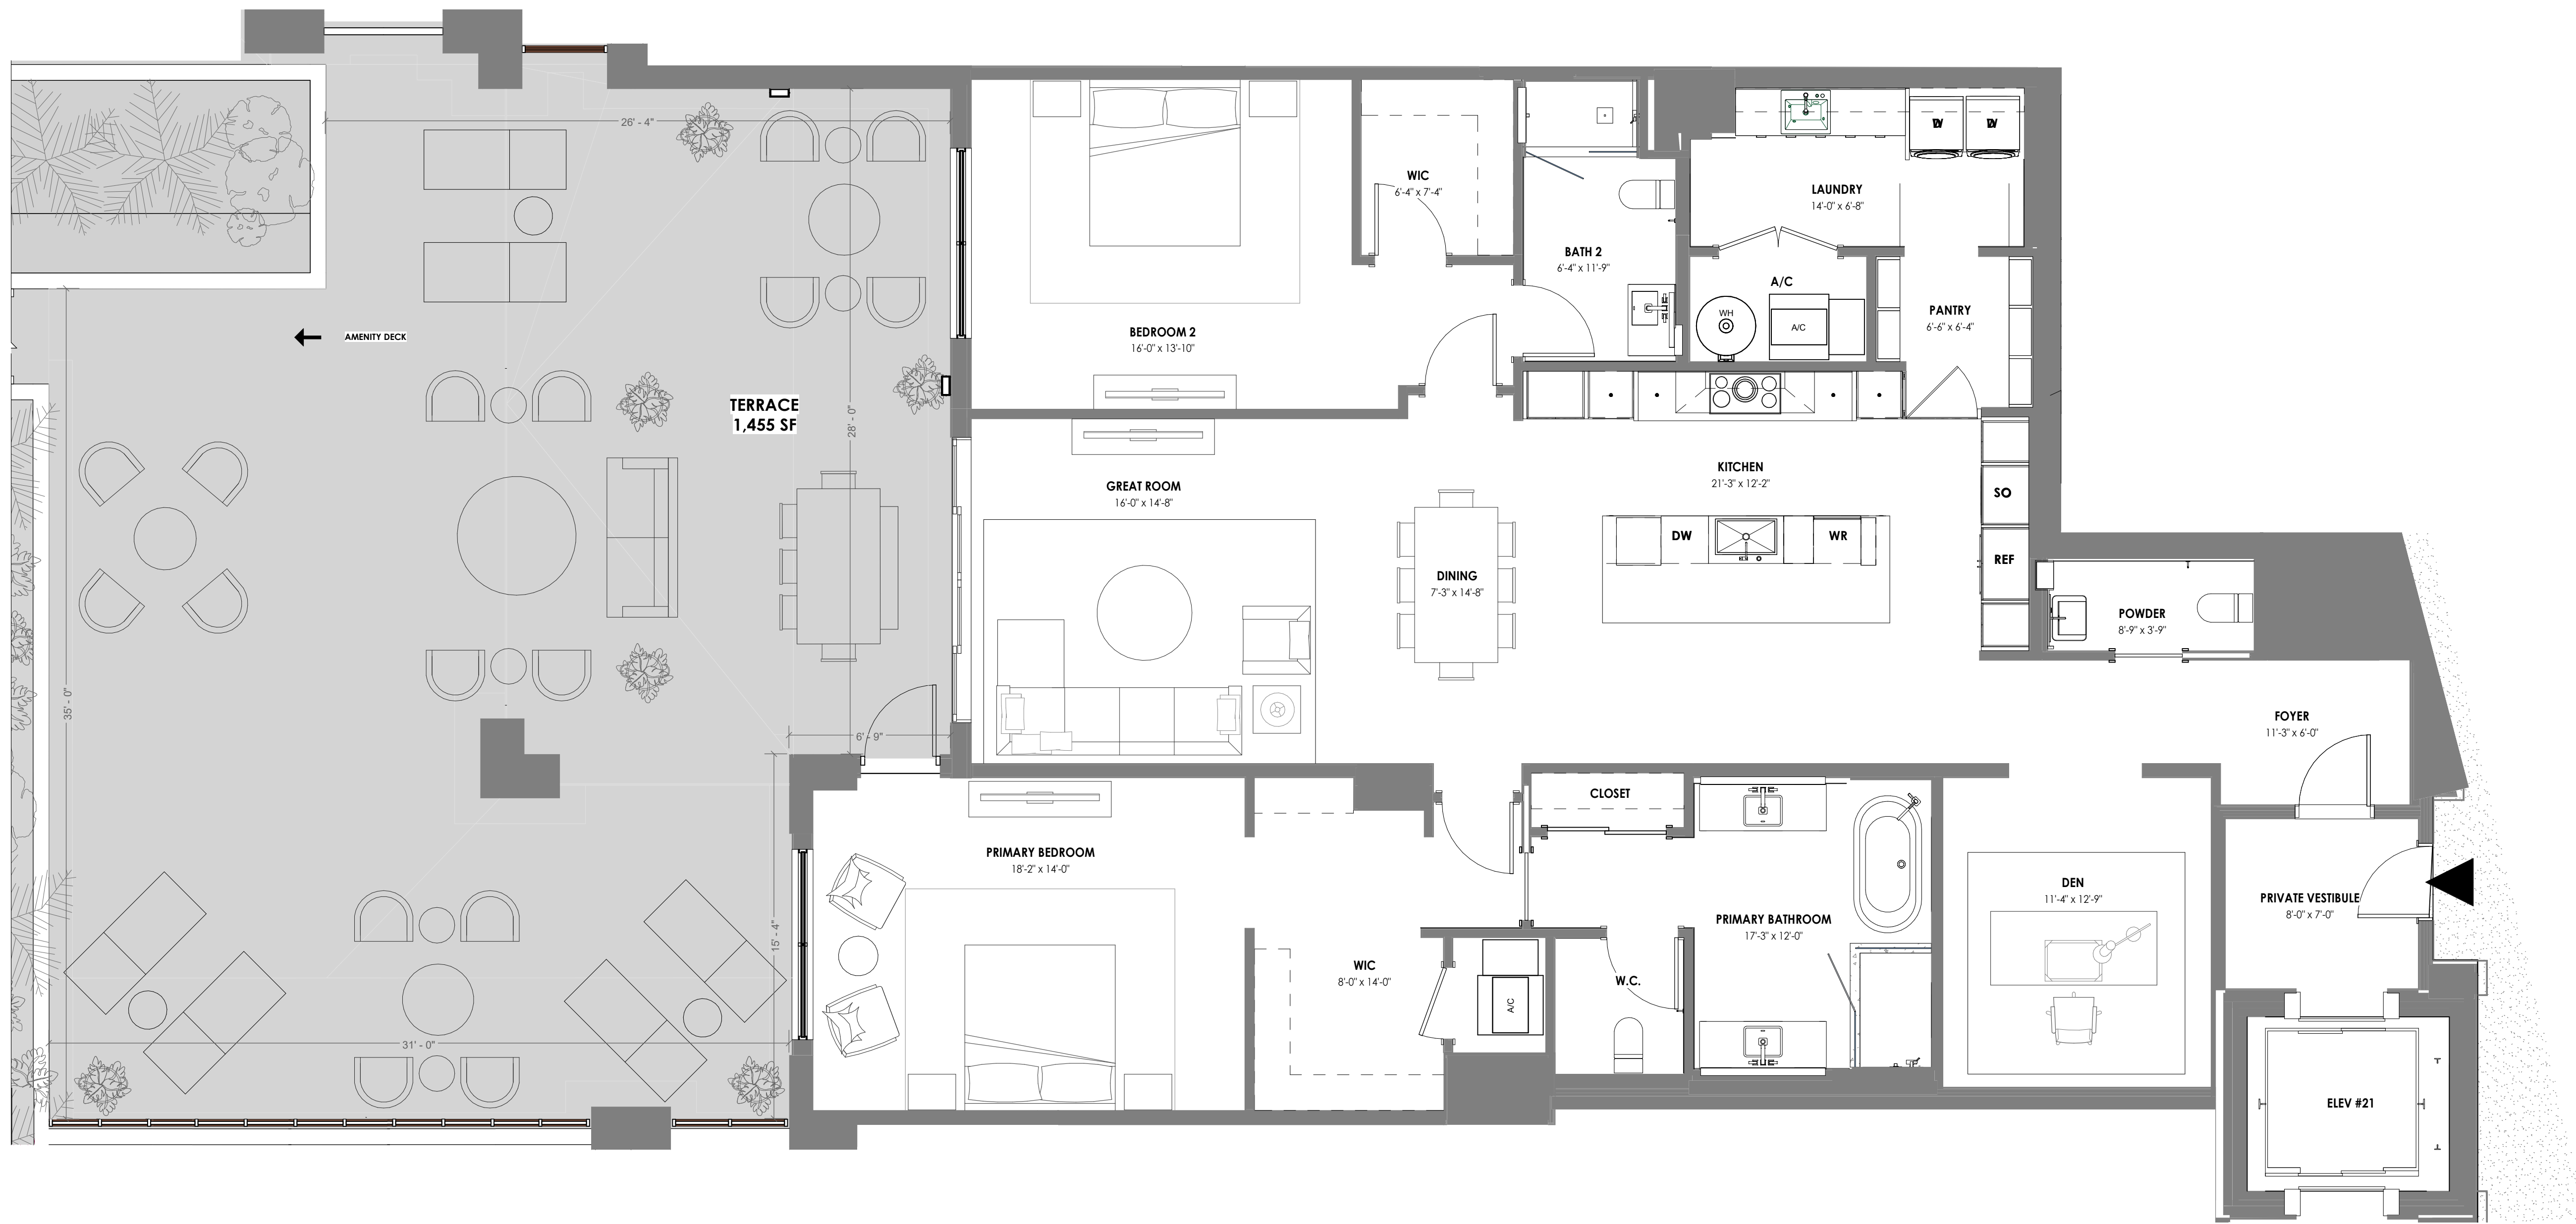 26' - 4"
AMENITY DECK
TERRACE
1,455 SF
28' - 0"
35' - 0"
6' - 9"
15' - 4"
31' - 0"
BEDROOM 2
16'-0" x 13'-10"
WIC
6'-4" x 7'-4"
BATH 2
6'-4" x 11'-9"
LAUNDRY
14'-0" x 6'-8"
A/C
WH
A/C
PANTRY
6'-6" x 6'-4"
GREAT ROOM
16'-0" x 14'-8"
DINING
7'-3" x 14'-8"
KITCHEN
21'-3" x 12'-2"
DW
WR
SO
REF
POWDER
8'-9" x 3'-9"
FOYER
11'-3" x 6'-0"
PRIMARY BEDROOM
18'-2" x 14'-0"
WIC
8'-0" x 14'-0"
A/C
CLOSET
W.C.
PRIMARY BATHROOM
17'-3" x 12'-0"
DEN
11'-4" x 12'-9"
PRIVATE VESTIBULE
8'-0" x 7'-0"
ELEV #21